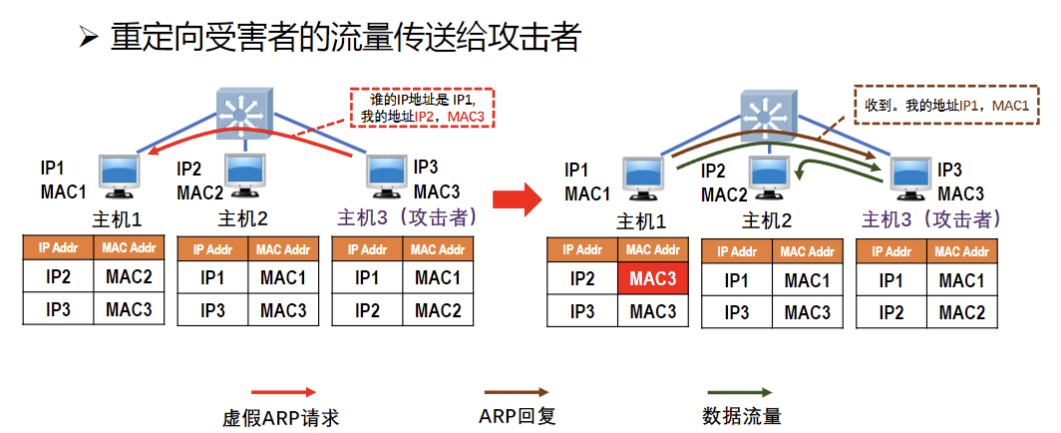 ➢ 重定向受害者的流量传送给攻击者
谁的IP地址是 IP1,
我的地址IP2，MAC3
IP1
MAC1
主机1
IP2
MAC2
主机2
IP3
MAC3
主机3（攻击者）
IP Addr MAC Addr
IP2 MAC2
IP3 MAC3
IP Addr MAC Addr
IP1 MAC1
IP3 MAC3
IP Addr MAC Addr
IP1 MAC1
IP2 MAC2
收到。我的地址IP1，MAC1
IP1
MAC1
主机1
IP2
MAC2
主机2
IP3
MAC3
主机3（攻击者）
IP Addr MAC Addr
IP2 MAC3
IP3 MAC3
IP Addr MAC Addr
IP1 MAC1
IP3 MAC3
IP Addr MAC Addr
IP1 MAC1
IP2 MAC2
虚假ARP请求
ARP回复
数据流量